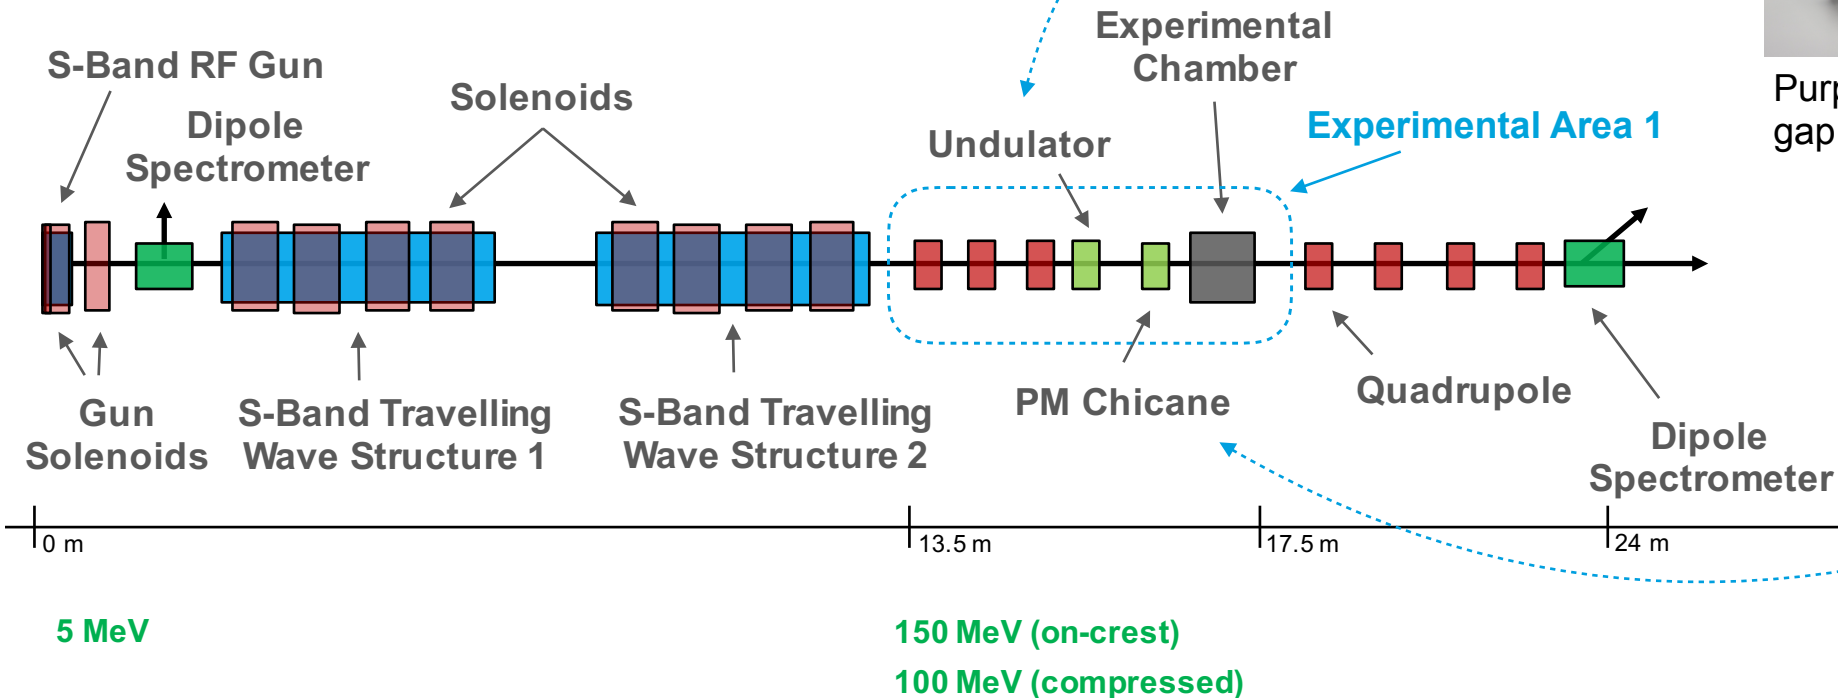 S-Band RF Gun
Dipole
Spectrometer
Solenoids
Undulator
Experimental
Chamber
Experimental Area 1
gap
Gun
Solenoids
S-Band Travelling
Wave Structure 1
S-Band Travelling
Wave Structure 2
PM Chicane
Quadrupole
Dipole
Spectrometer
0 m
13.5 m
17.5 m
24 m
5 MeV
150 MeV (on-crest)
100 MeV (compressed)